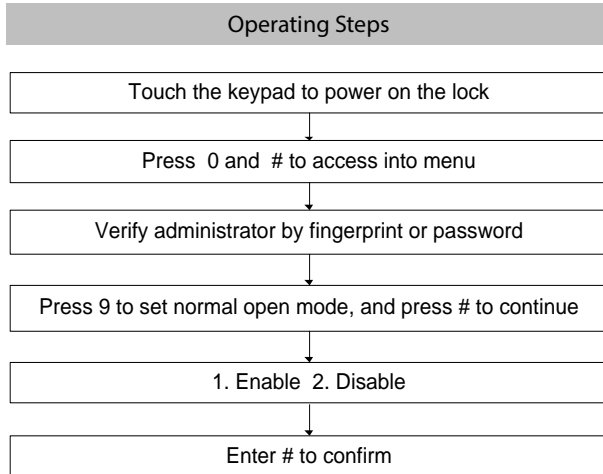 Operating Steps
Touch the keypad to power on the lock
Press 0 and # to access into menu
Verify administrator by fingerprint or password
Press 9 to set normal open mode, and press # to continue
1. Enable 2. Disable
Enter # to confirm